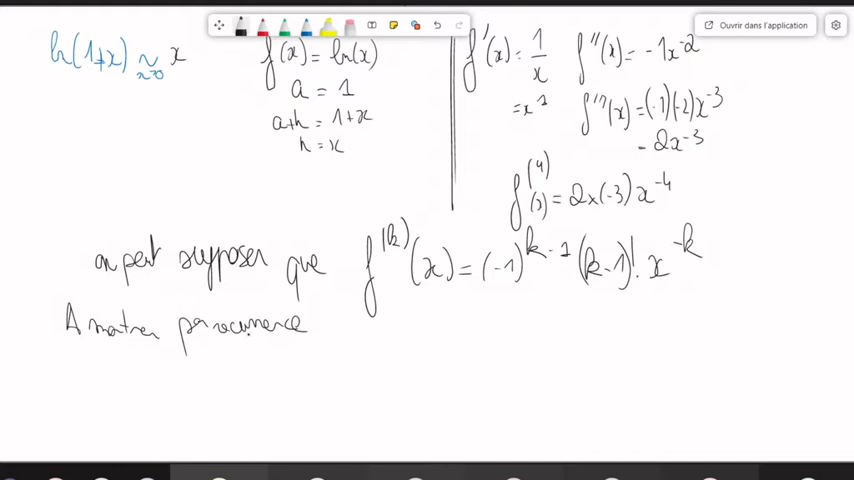 Ouvrir dans l'application
ln(1+x) ~ x→0 x
f(x) = ln(x)
a = 1
a+h = 1+x
h = x
f'(x) = 1/x
= x^-1
f''(x) = -1x^-2
f'''(x) = (-1)(-2)x^-3
= 2x^-3
f^(4)(x) = 2×(-3)x^-4
on peut supposer que f^(k)(x) = (-1)^k-1 (k-1)! x^-k
A montrer par récurrence